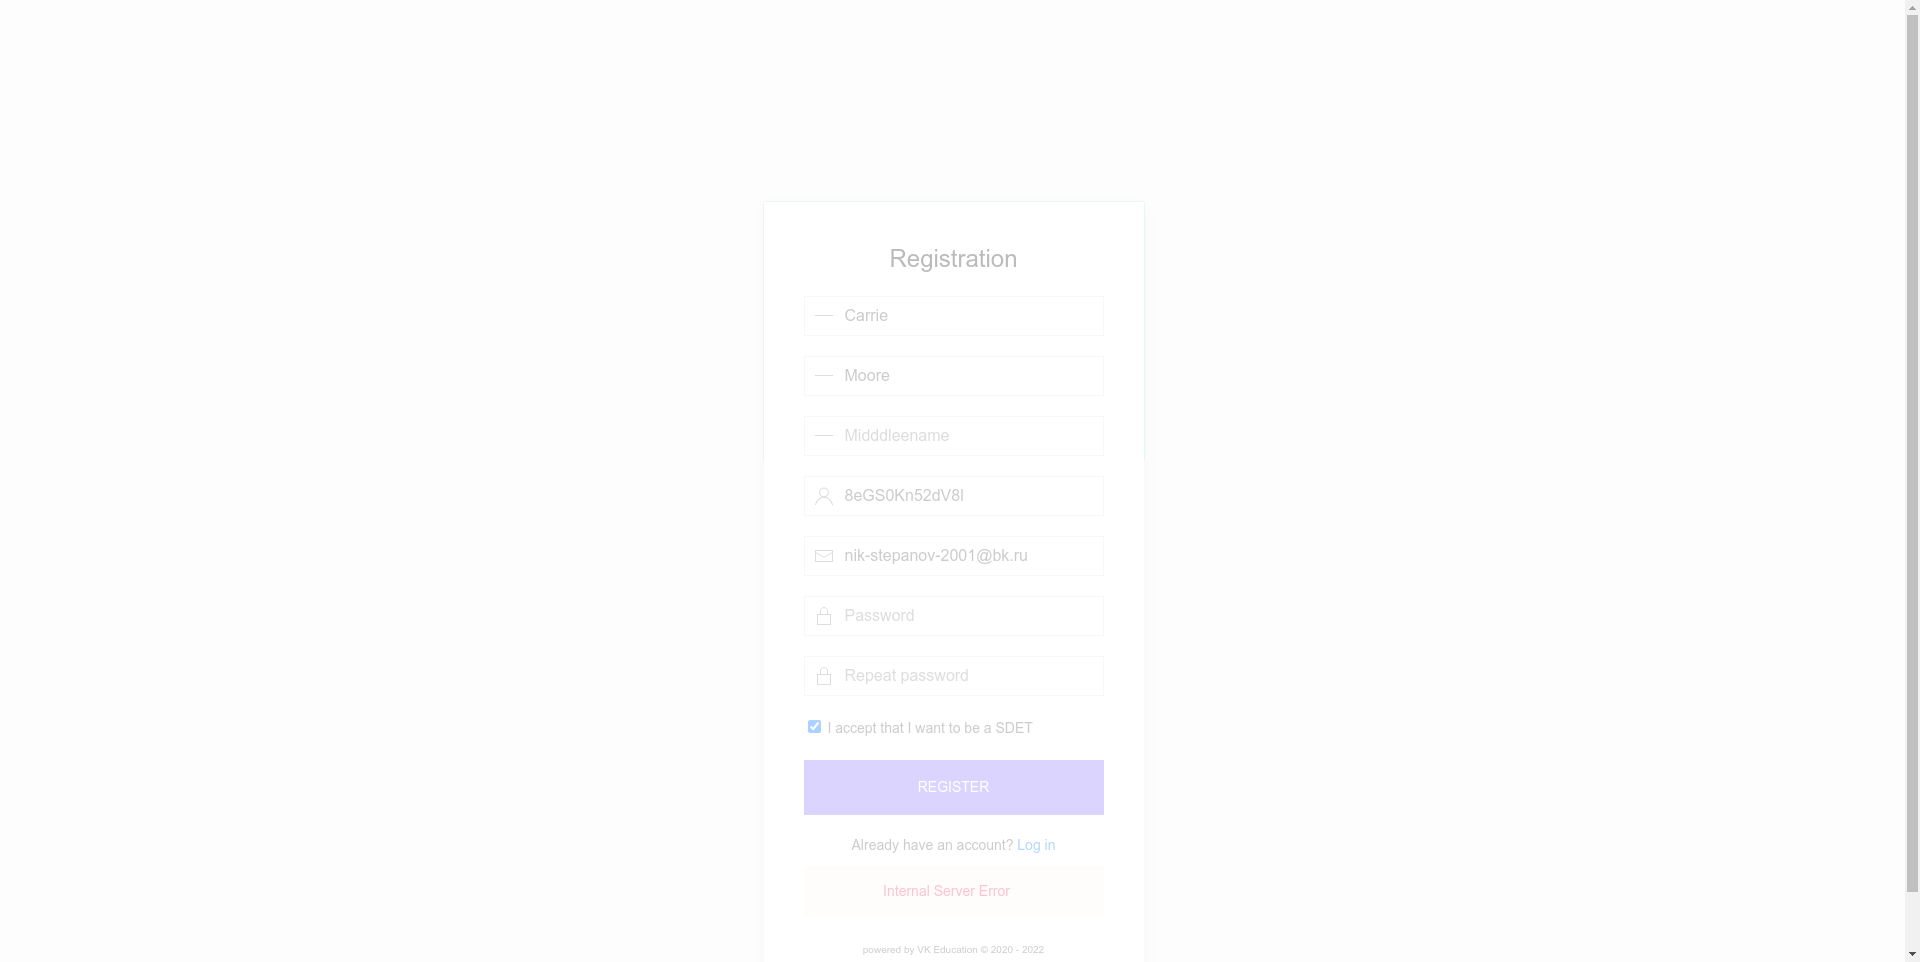 Registration
Carrie
Moore
Midddleename
8eGS0Kn52dV8l
nik-stepanov-2001@bk.ru
Password
Repeat password
I accept that I want to be a SDET
REGISTER
Already have an account? Log in
Internal Server Error
powered by VK Education © 2020 - 2022